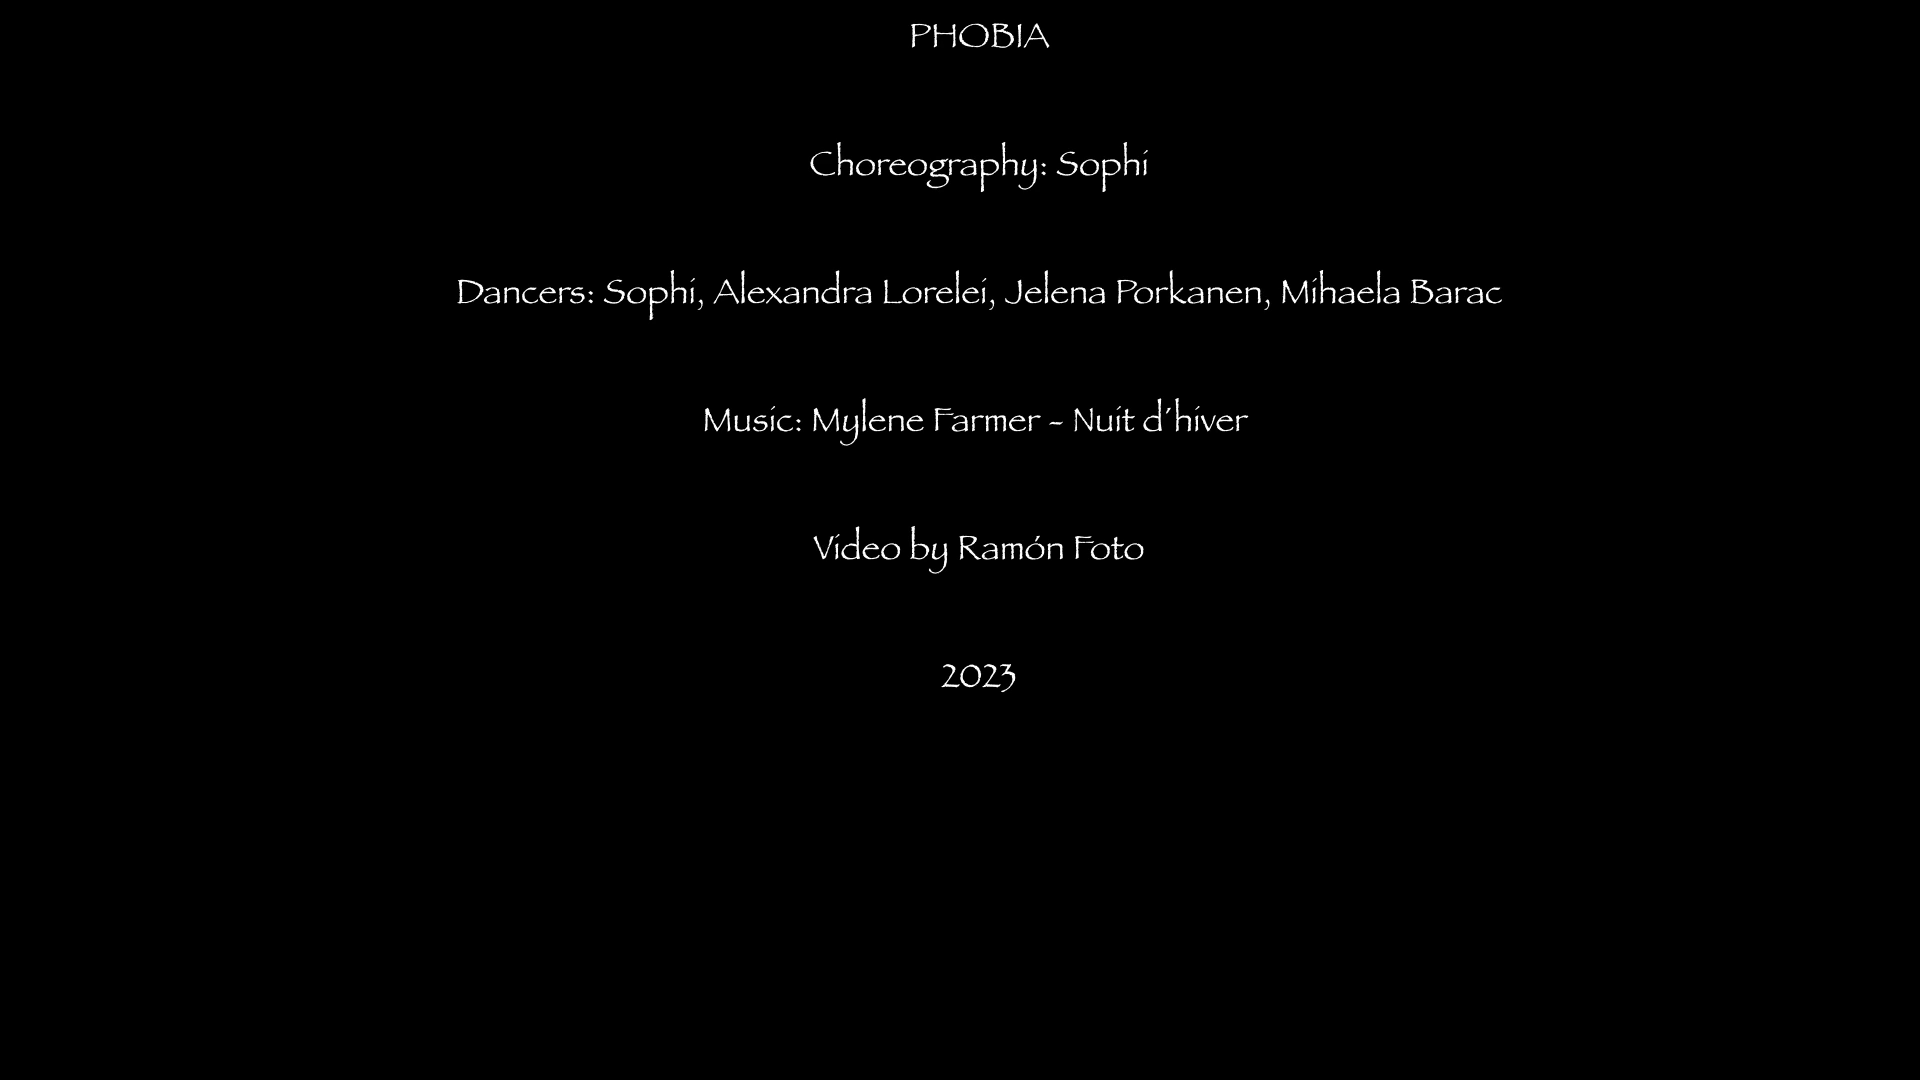 PHOBIA
Choreography: Sophi
Dancers: Sophi, Alexandra Lorelei, Jelena Porkanen, Mihaela Barac
Music: Mylene Farmer - Nuit d´hiver
Video by Ramón Foto
2023